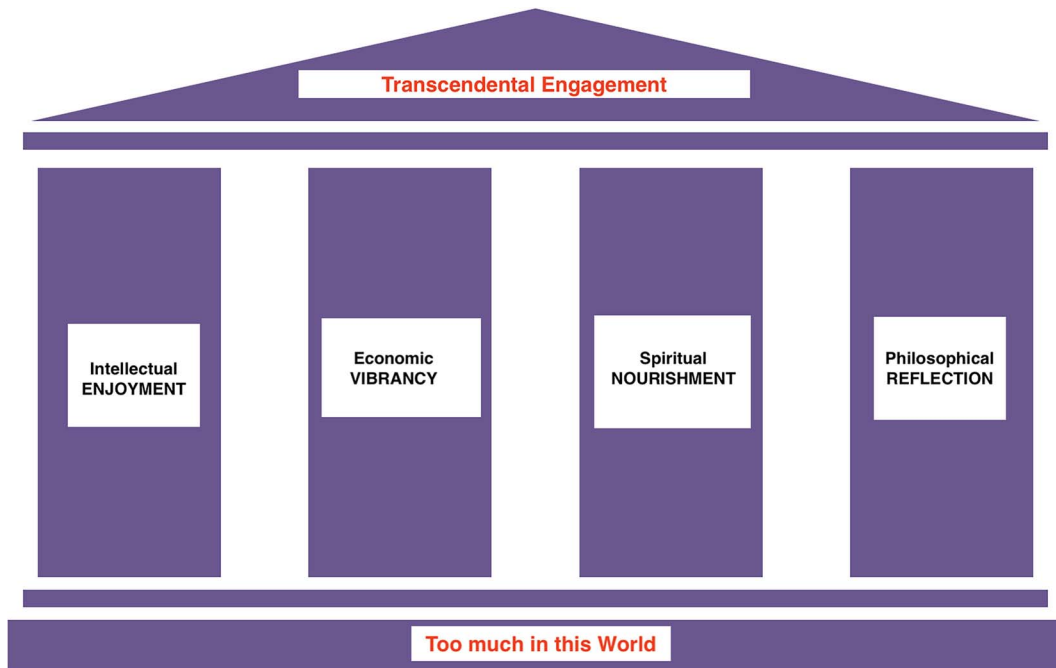 Transcendental Engagement
Intellectual
ENJOYMENT
Economic
VIBRANCY
Spiritual
NOURISHMENT
Philosophical
REFLECTION
Too much in this World